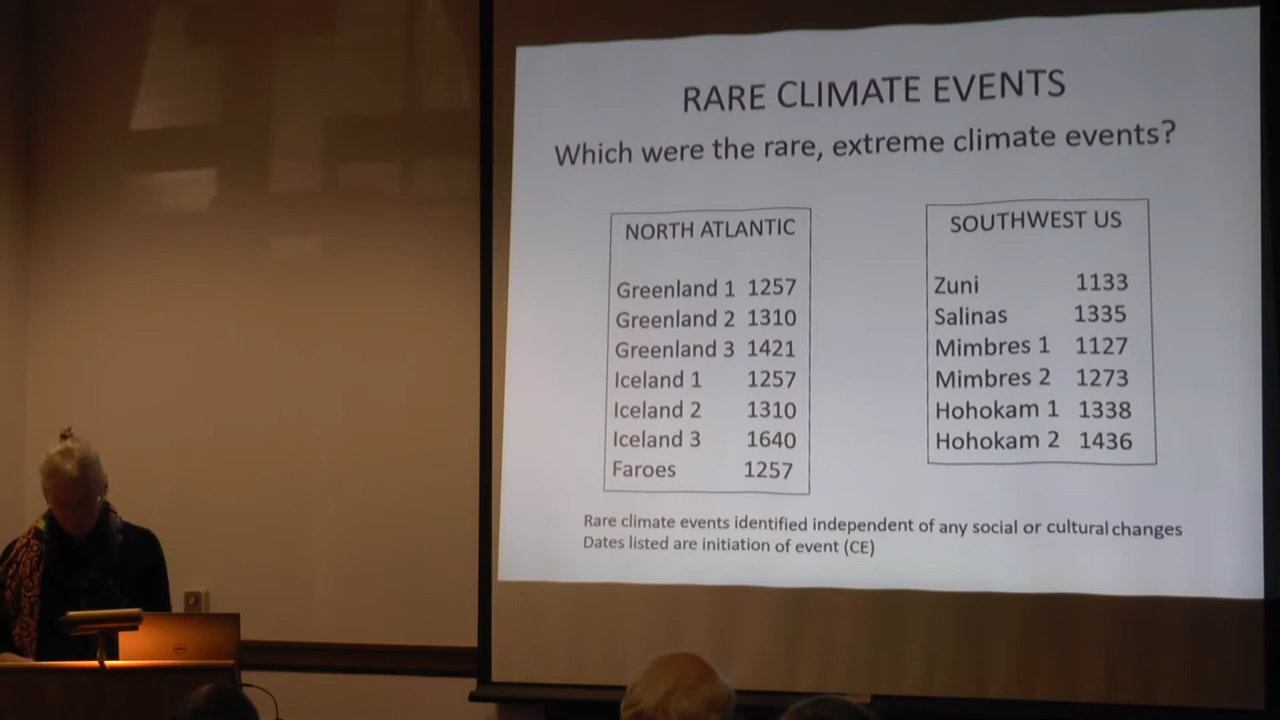 RARE CLIMATE EVENTS
Which were the rare, extreme climate events?
NORTH ATLANTIC
Greenland 1 1257
Greenland 2 1310
Greenland 3 1421
Iceland 1 1257
Iceland 2 1310
Iceland 3 1640
Faroes 1257
SOUTHWEST US
Zuni 1133
Salinas 1335
Mimbres 1 1127
Mimbres 2 1273
Hohokam 1 1338
Hohokam 2 1436
Rare climate events identified independent of any social or cultural changes
Dates listed are initiation of event (CE)